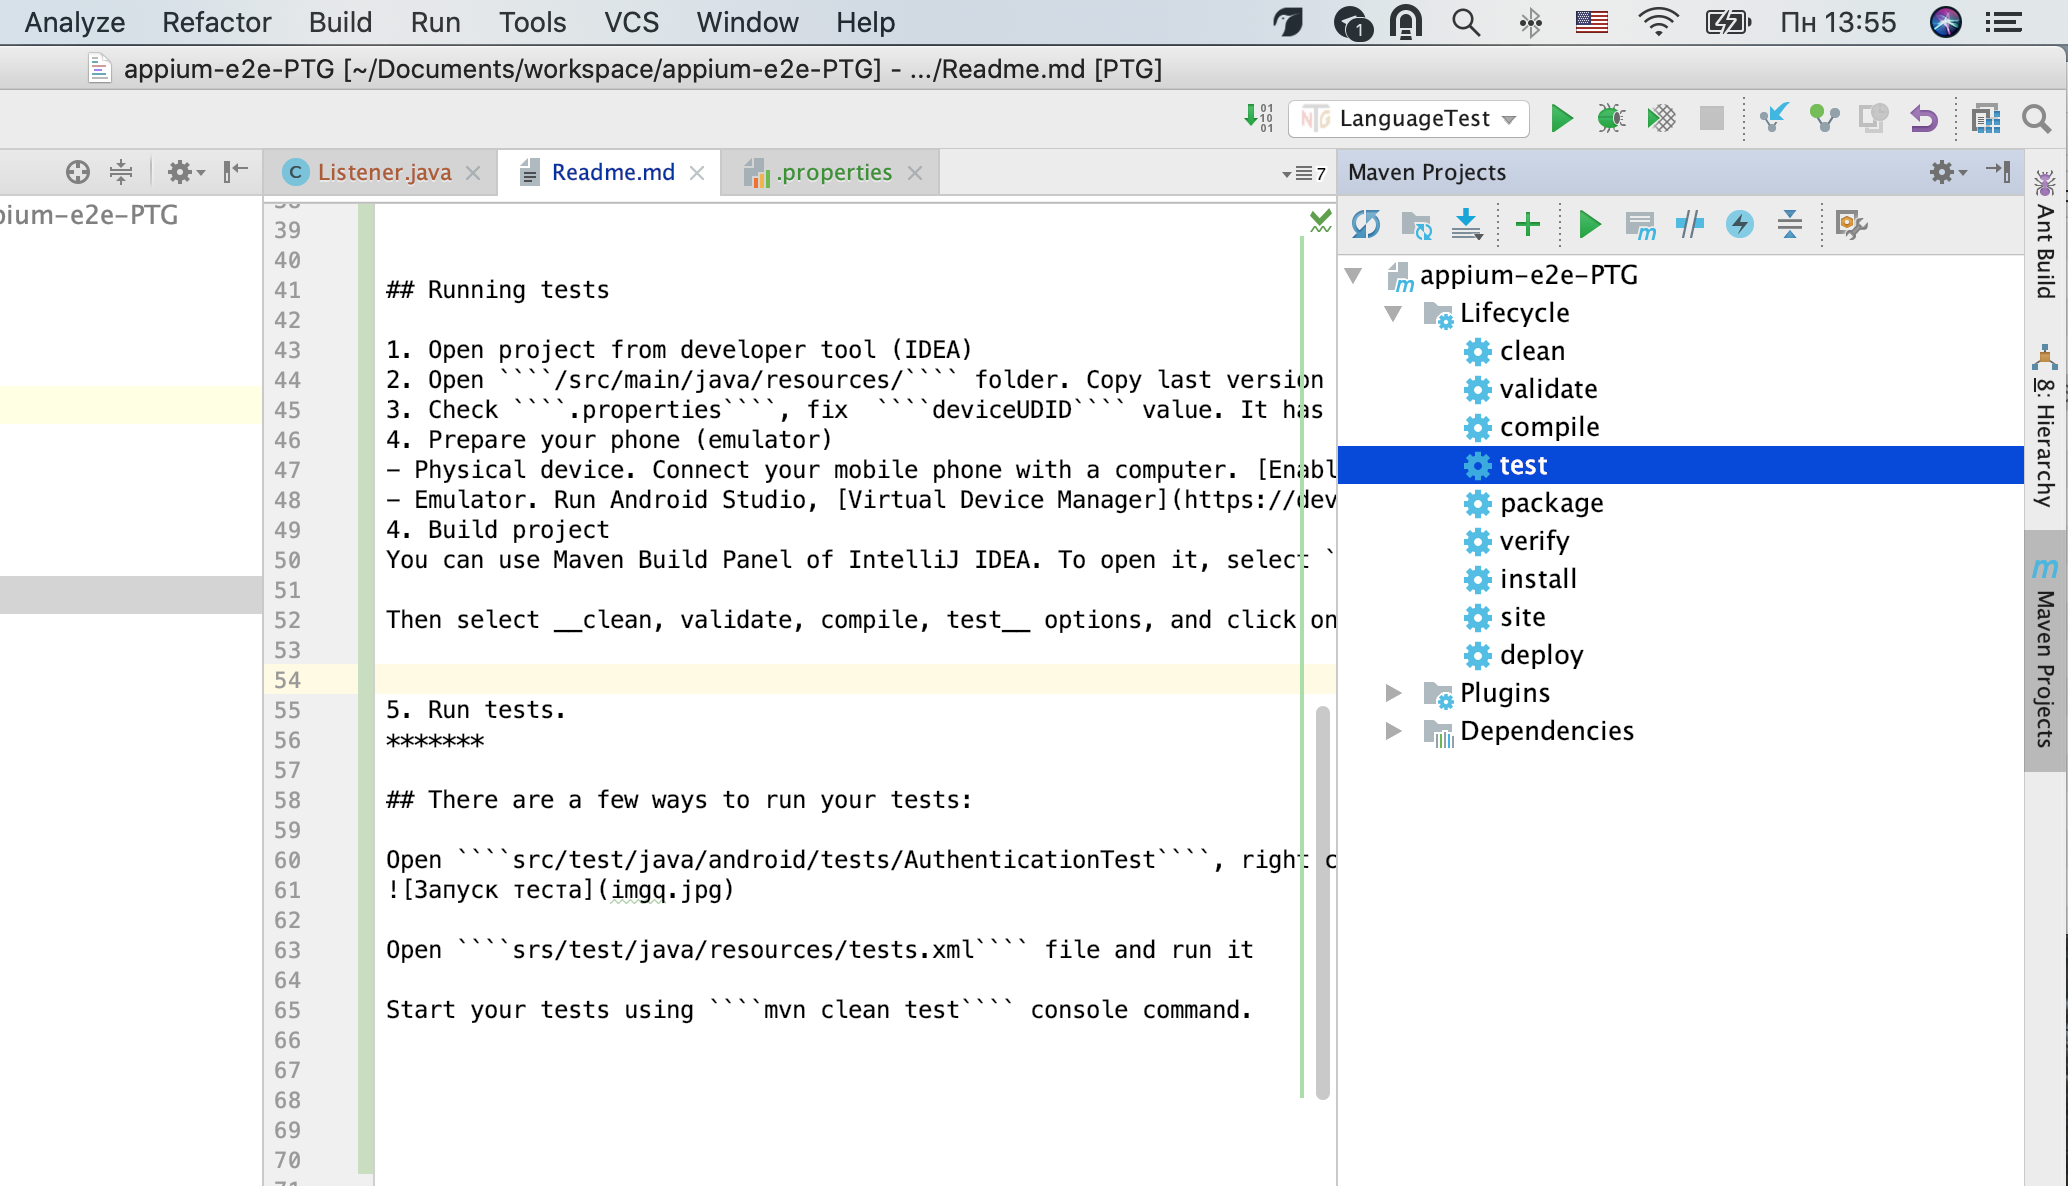 Analyze Refactor Build Run Tools VCS Window Help 1 Пн 13:55
appium-e2e-PTG [~/Documents/workspace/appium-e2e-PTG] - .../Readme.md [PTG]
LanguageTest
Listener.java Readme.md .properties 7
pium-e2e-PTG
39
40
41 ## Running tests
42
43 1. Open project from developer tool (IDEA)
44 2. Open ````/src/main/java/resources/```` folder. Copy last version
45 3. Check ````.properties````, fix ````deviceUDID```` value. It has
46 4. Prepare your phone (emulator)
47 - Physical device. Connect your mobile phone with a computer. [Enabl
48 - Emulator. Run Android Studio, [Virtual Device Manager](https://dev
49 4. Build project
50 You can use Maven Build Panel of IntelliJ IDEA. To open it, select `
51
52 Then select __clean, validate, compile, test__ options, and click on
53
54
55 5. Run tests.
56 *******
57
58 ## There are a few ways to run your tests:
59
60 Open ````src/test/java/android/tests/AuthenticationTest````, right c
61 ![Запуск теста](imgq.jpg)
62
63 Open ````srs/test/java/resources/tests.xml```` file and run it
64
65 Start your tests using ````mvn clean test```` console command.
66
67
68
69
70
Maven Projects
appium-e2e-PTG
Lifecycle
clean
validate
compile
test
package
verify
install
site
deploy
Plugins
Dependencies
Ant Build
8: Hierarchy
Maven Projects